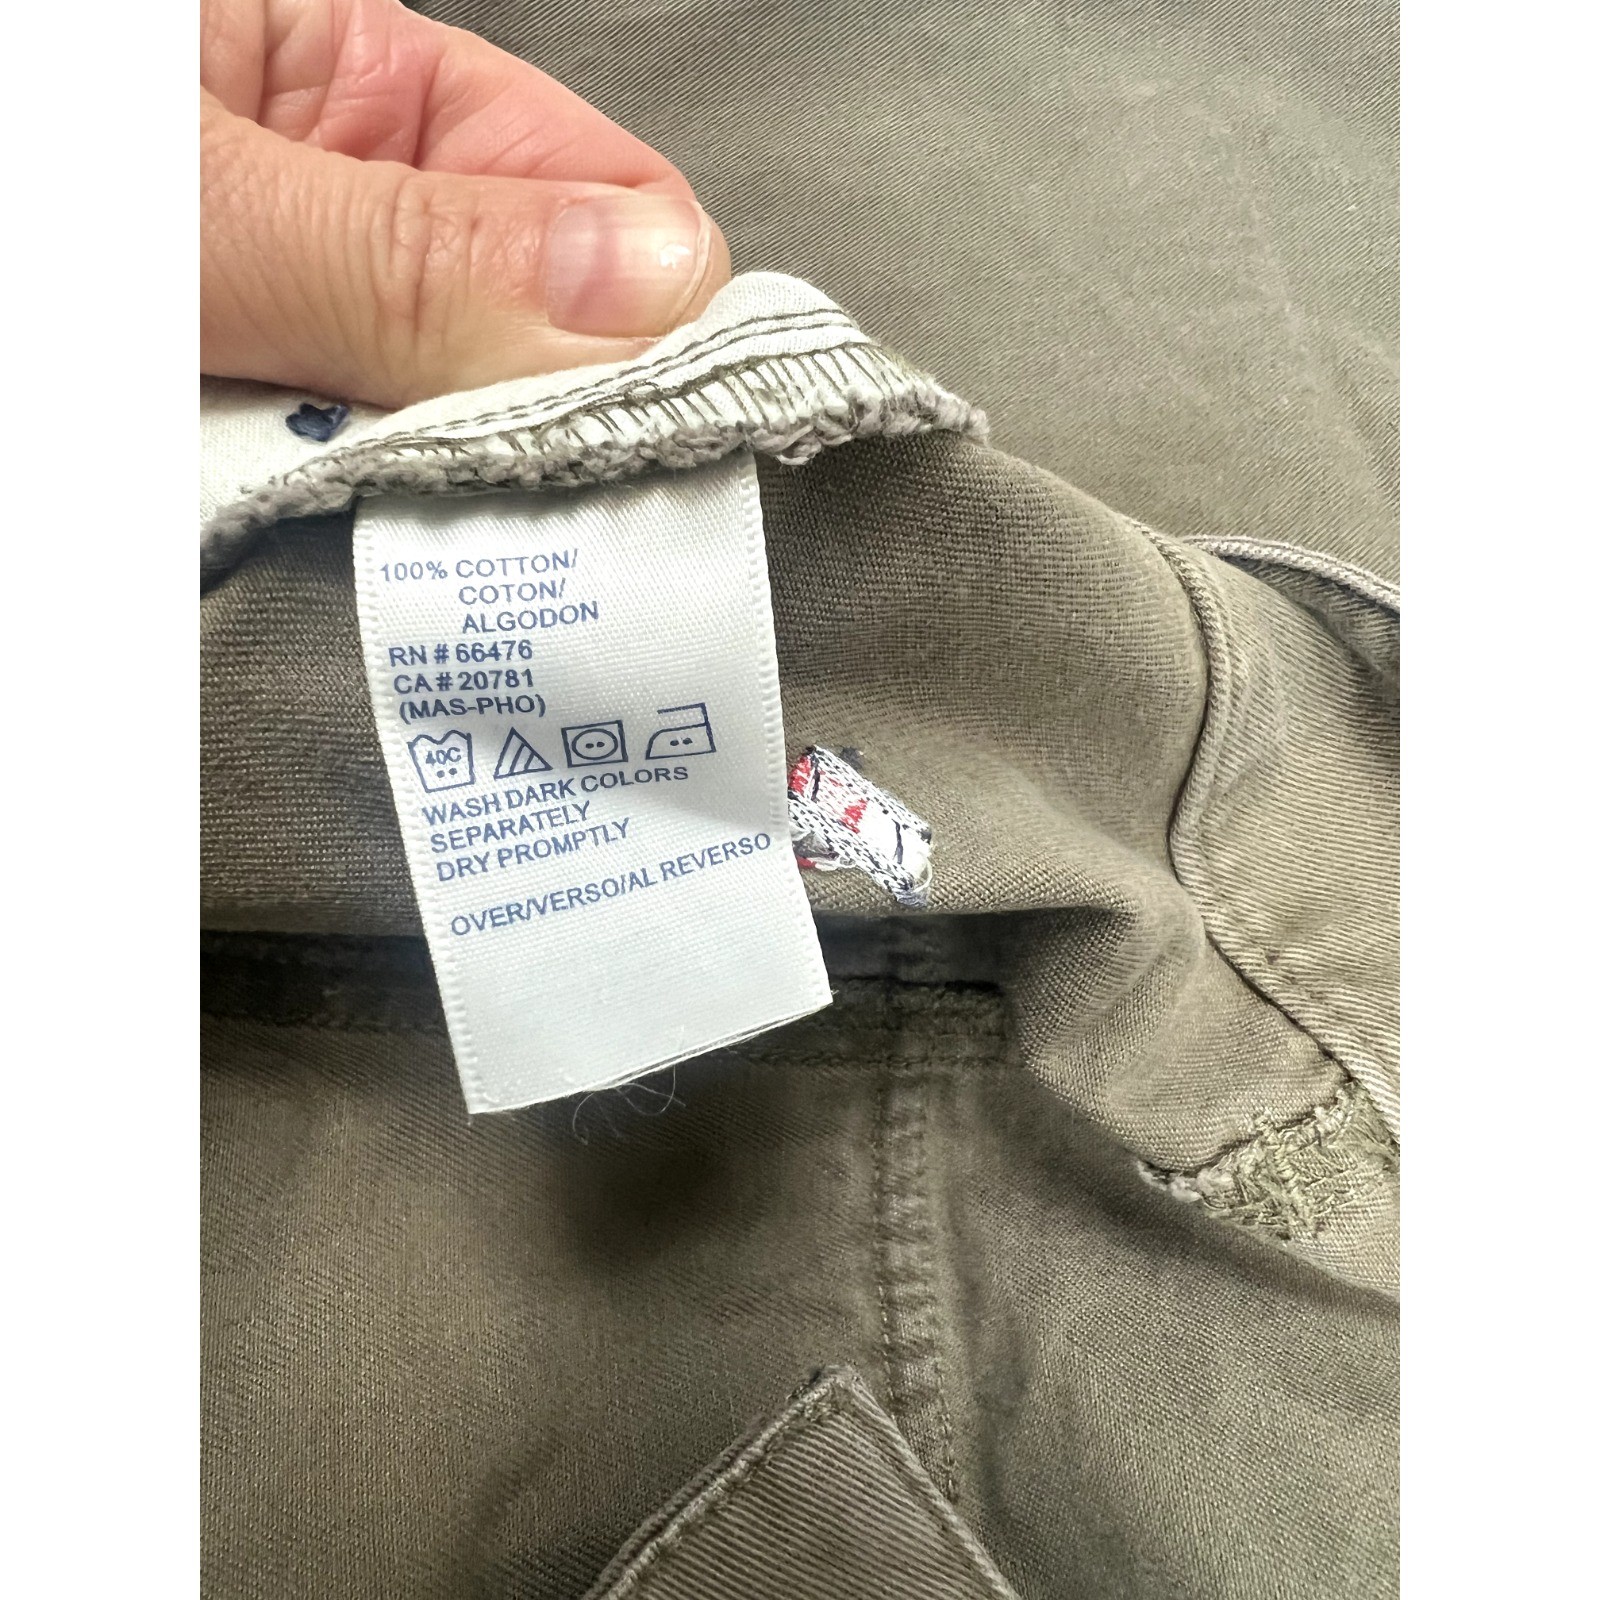 100% COTTON/
COTON/
ALGODON
RN # 66476
CA # 20781
(MAS-PHO)
40C
WASH DARK COLORS
SEPARATELY
DRY PROMPTLY
OVER/VERSO/AL REVERSO